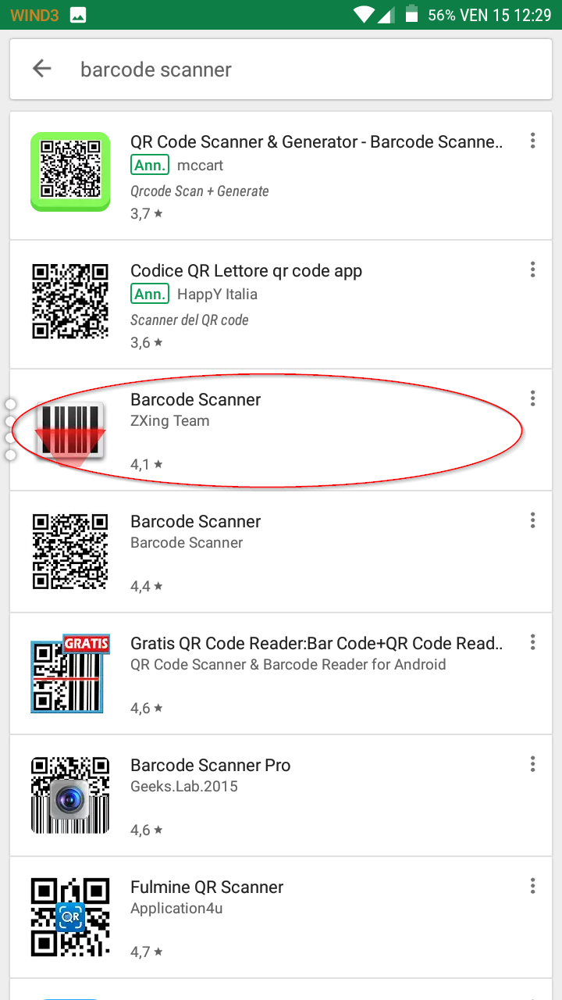 WIND3 56% VEN 15 12:29
barcode scanner
QR Code Scanner & Generator - Barcode Scanne..
Ann. mccart
Qrcode Scan + Generate
3,7 ★
Codice QR Lettore qr code app
Ann. HappY Italia
Scanner del QR code
3,6 ★
Barcode Scanner
ZXing Team
4,1 ★
Barcode Scanner
Barcode Scanner
4,4 ★
GRATIS
Gratis QR Code Reader:Bar Code+QR Code Read..
QR Code Scanner & Barcode Reader for Android
4,6 ★
Barcode Scanner Pro
Geeks.Lab.2015
4,6 ★
QR
Fulmine QR Scanner
Application4u
4,7 ★